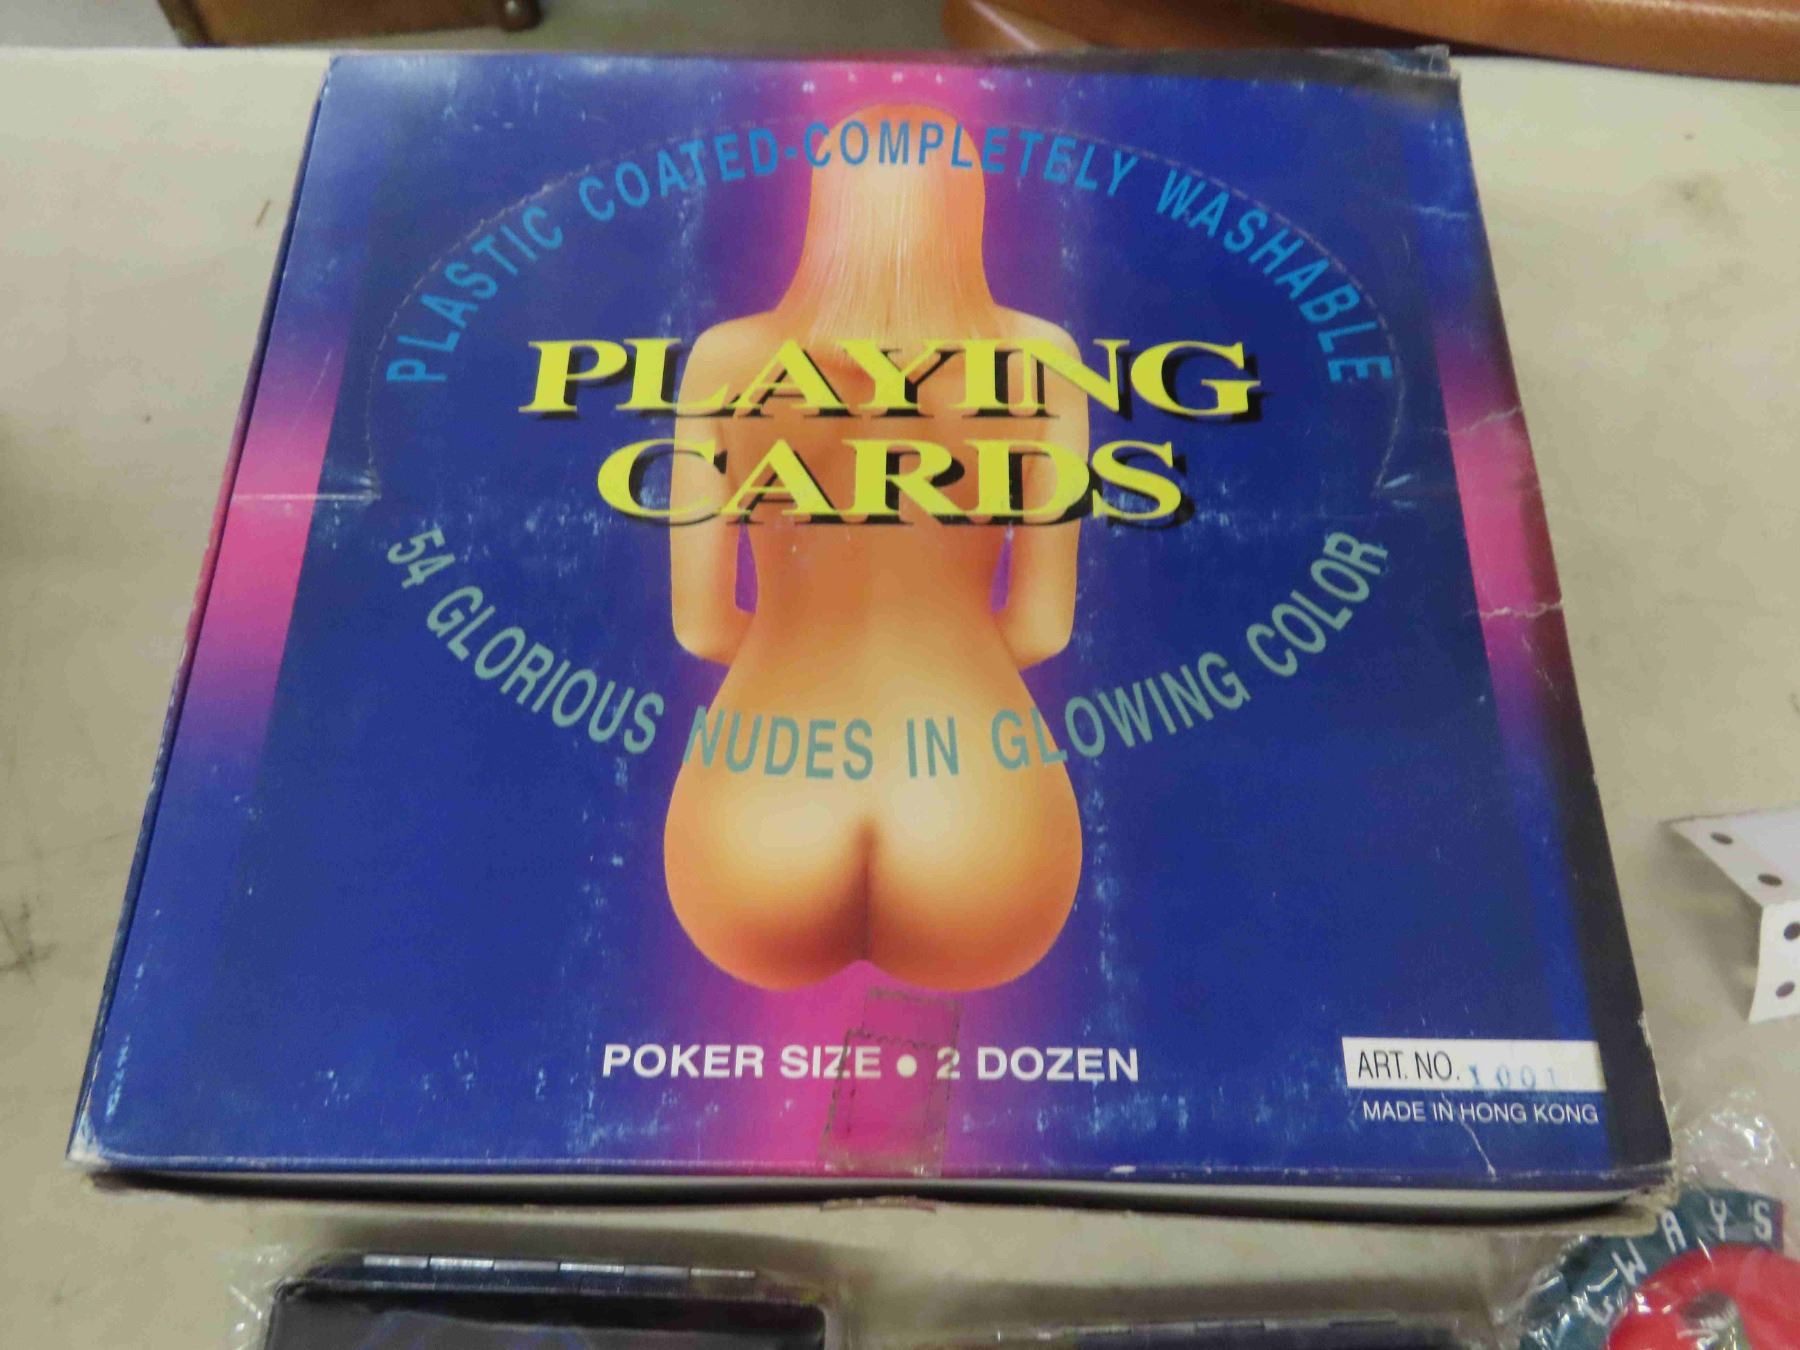 PLASTIC COATED-COMPLETELY WASHABLE
PLAYING
CARDS
54 GLORIOUS NUDES IN GLOWING COLOR
POKER SIZE • 2 DOZEN
ART. NO. 1001
MADE IN HONG KONG